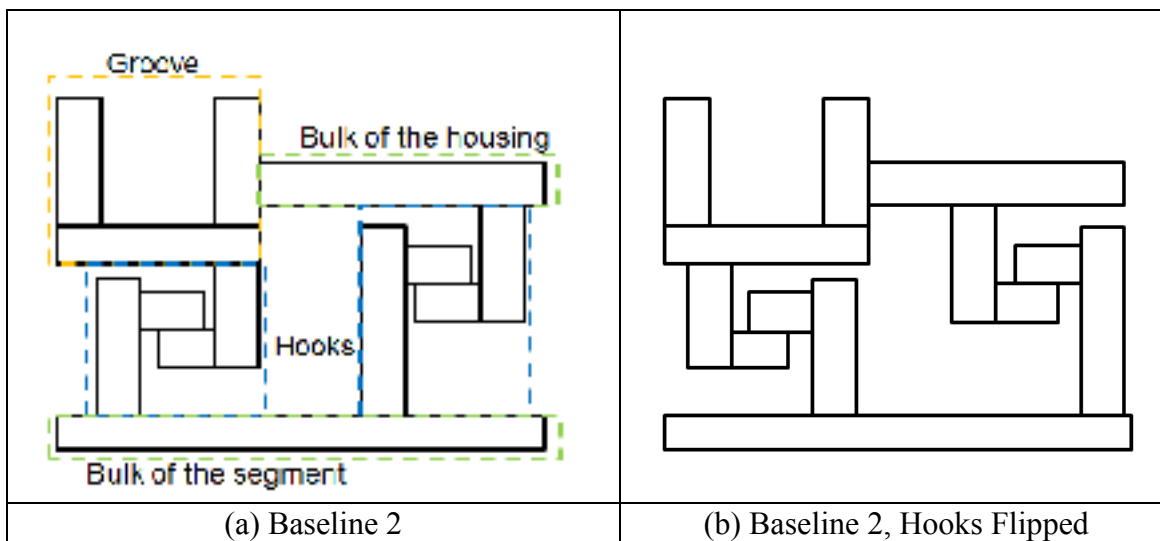 Groove
Bulk of the housing
Hooks
Bulk of the segment
(a) Baseline 2
(b) Baseline 2, Hooks Flipped